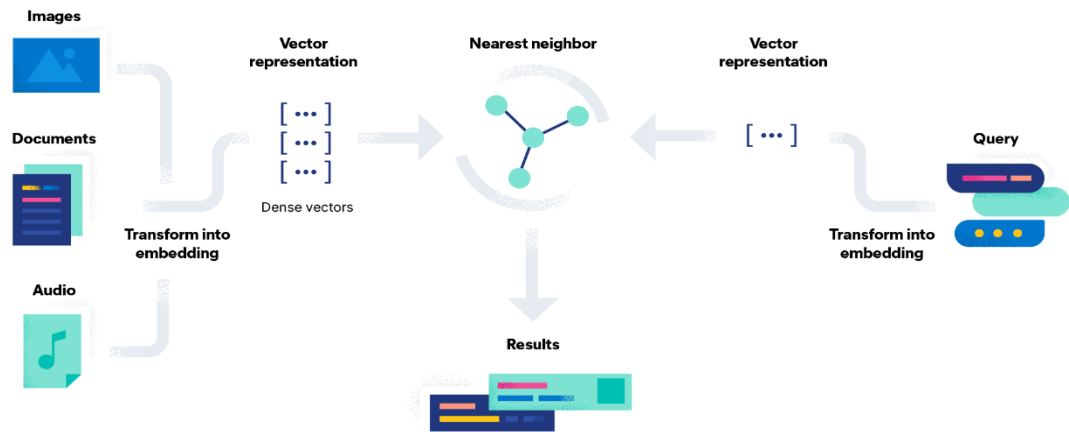 Images
Documents
Audio
Transform into
embedding
Vector
representation
[ ••• ]
[ ••• ]
[ ••• ]
Dense vectors
Nearest neighbor
Results
Vector
representation
[ ••• ]
Transform into
embedding
Query